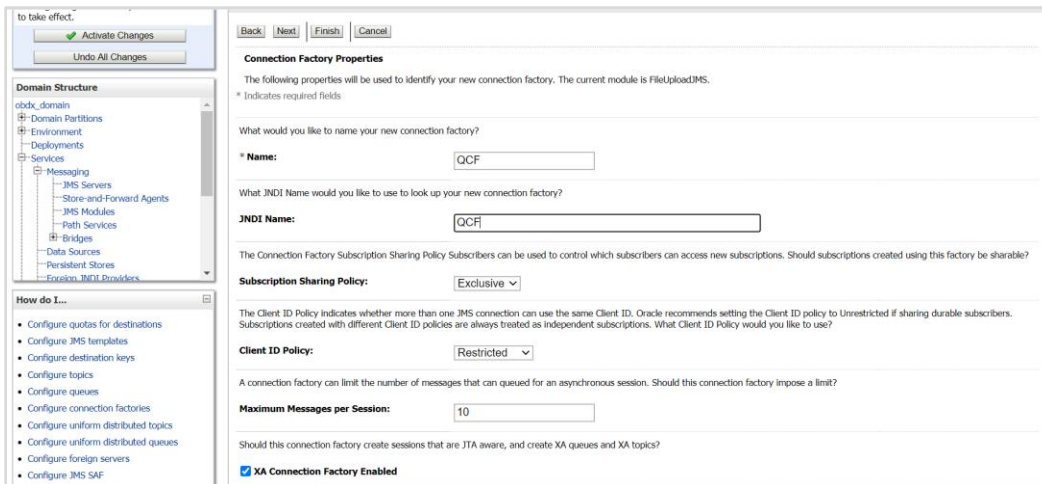 to take effect.
Activate Changes
Undo All Changes
Domain Structure
obdx_domain
Domain Partitions
Environment
Deployments
Services
Messaging
JMS Servers
Store-and-Forward Agents
JMS Modules
Path Services
Bridges
Data Sources
Persistent Stores
Foreign JNDI Providers
How do I...
Configure quotas for destinations
Configure JMS templates
Configure destination keys
Configure topics
Configure queues
Configure connection factories
Configure uniform distributed topics
Configure uniform distributed queues
Configure foreign servers
Configure JMS SAF
Back Next Finish Cancel
Connection Factory Properties
The following properties will be used to identify your new connection factory. The current module is FileUploadJMS.
* Indicates required fields
What would you like to name your new connection factory?
* Name: QCF
What JNDI Name would you like to use to look up your new connection factory?
JNDI Name: QCF
The Connection Factory Subscription Sharing Policy Subscribers can be used to control which subscribers can access new subscriptions. Should subscriptions created using this factory be sharable?
Subscription Sharing Policy: Exclusive
The Client ID Policy indicates whether more than one JMS connection can use the same Client ID. Oracle recommends setting the Client ID policy to Unrestricted if sharing durable subscribers.
Subscriptions created with different Client ID policies are always treated as independent subscriptions. What Client ID Policy would you like to use?
Client ID Policy: Restricted
A connection factory can limit the number of messages that can queued for an asynchronous session. Should this connection factory impose a limit?
Maximum Messages per Session: 10
Should this connection factory create sessions that are JTA aware, and create XA queues and XA topics?
XA Connection Factory Enabled